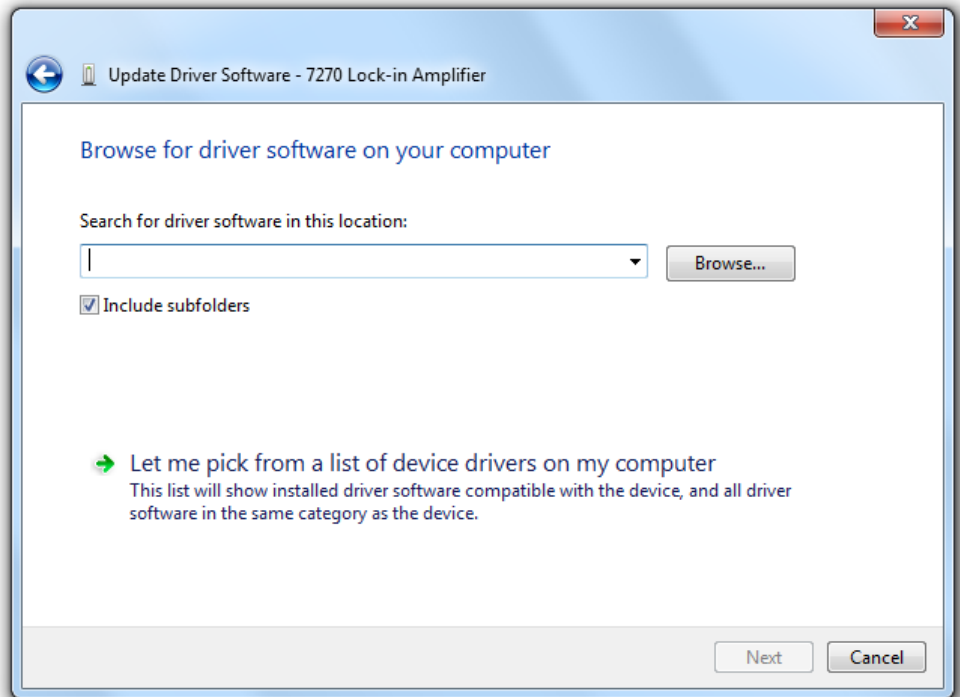 Update Driver Software - 7270 Lock-in Amplifier
Browse for driver software on your computer
Search for driver software in this location:
Browse...
Include subfolders
Let me pick from a list of device drivers on my computer
This list will show installed driver software compatible with the device, and all driver
software in the same category as the device.
Next
Cancel